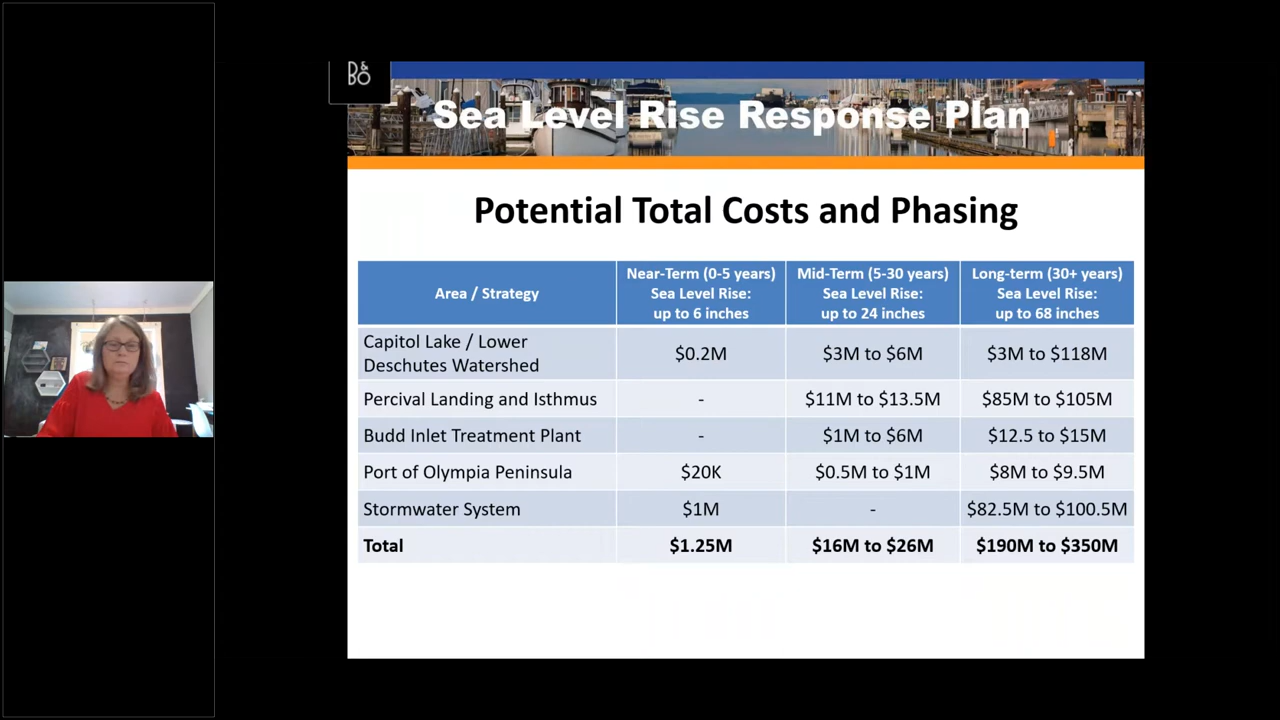 D&
BO
Sea Level Rise Response Plan
Potential Total Costs and Phasing
Area / Strategy
Near-Term (0-5 years)
Sea Level Rise:
up to 6 inches
Mid-Term (5-30 years)
Sea Level Rise:
up to 24 inches
Long-term (30+ years)
Sea Level Rise:
up to 68 inches
Capitol Lake / Lower
Deschutes Watershed
$0.2M
$3M to $6M
$3M to $118M
Percival Landing and Isthmus
-
$11M to $13.5M
$85M to $105M
Budd Inlet Treatment Plant
-
$1M to $6M
$12.5 to $15M
Port of Olympia Peninsula
$20K
$0.5M to $1M
$8M to $9.5M
Stormwater System
$1M
-
$82.5M to $100.5M
Total
$1.25M
$16M to $26M
$190M to $350M